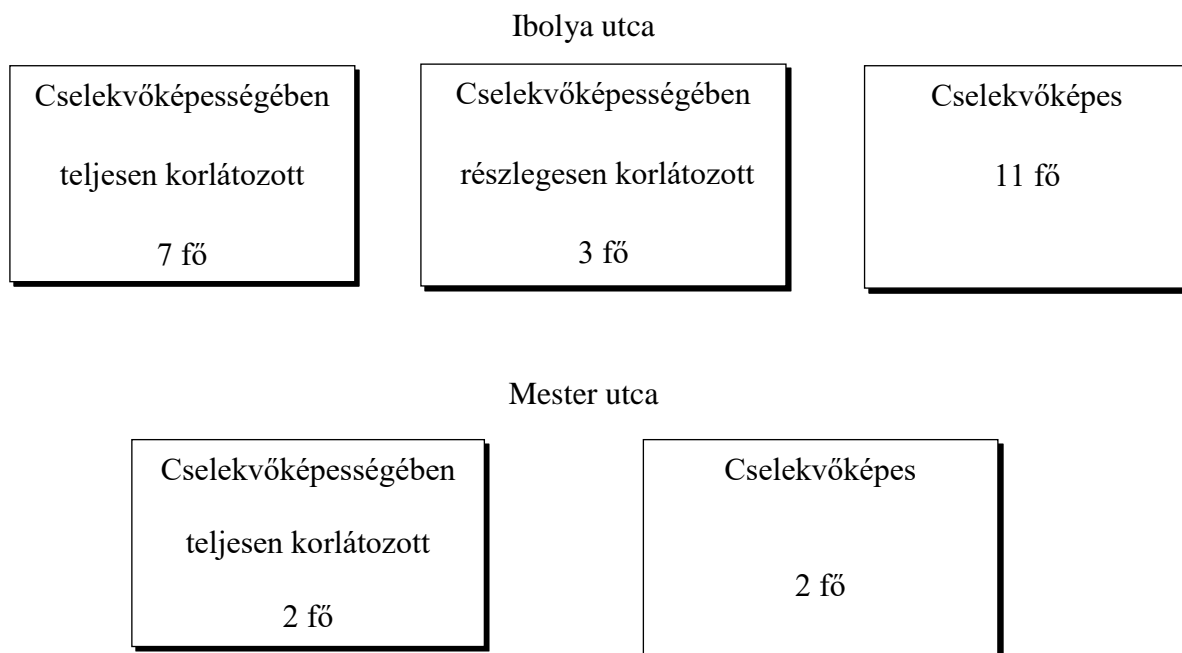 Ibolya utca
Cselekvőképességében
teljesen korlátozott
7 fő
Cselekvőképességében
részlegesen korlátozott
3 fő
Cselekvőképes
11 fő
Mester utca
Cselekvőképességében
teljesen korlátozott
2 fő
Cselekvőképes
2 fő